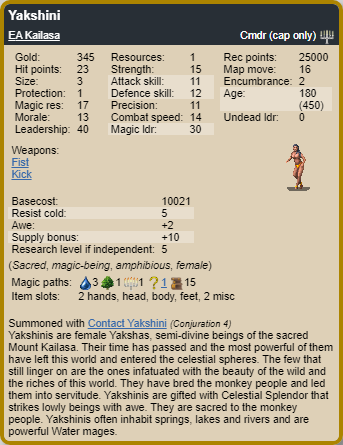 Yakshini
EA Kailasa Cmdr (cap only)
Gold: 345 Resources: 1 Rec points: 25000
Hit points: 23 Strength: 15 Map move: 16
Size: 3 Attack skill: 11 Encumbrance: 2
Protection: 1 Defence skill: 12 Age: 180
Magic res: 17 Precision: 11 (450)
Morale: 13 Combat speed: 14 Undead ldr: 0
Leadership: 40 Magic ldr: 30
Weapons:
Fist
Kick
Basecost: 10021
Resist cold: 5
Awe: +2
Supply bonus: +10
Research level if independent: 5
(Sacred, magic-being, amphibious, female)
Magic paths: 3 1 1 ? 1 15
Item slots: 2 hands, head, body, feet, 2 misc
Summoned with Contact Yakshini (Conjuration 4)
Yakshinis are female Yakshas, semi-divine beings of the sacred
Mount Kailasa. Their time has passed and the most powerful of them
have left this world and entered the celestial spheres. The few that
still linger on are the ones infatuated with the beauty of the wild and
the riches of this world. They have bred the monkey people and led
them into servitude. Yakshinis are gifted with Celestial Splendor that
strikes lowly beings with awe. They are sacred to the monkey
people. Yakshinis often inhabit springs, lakes and rivers and are
powerful Water mages.